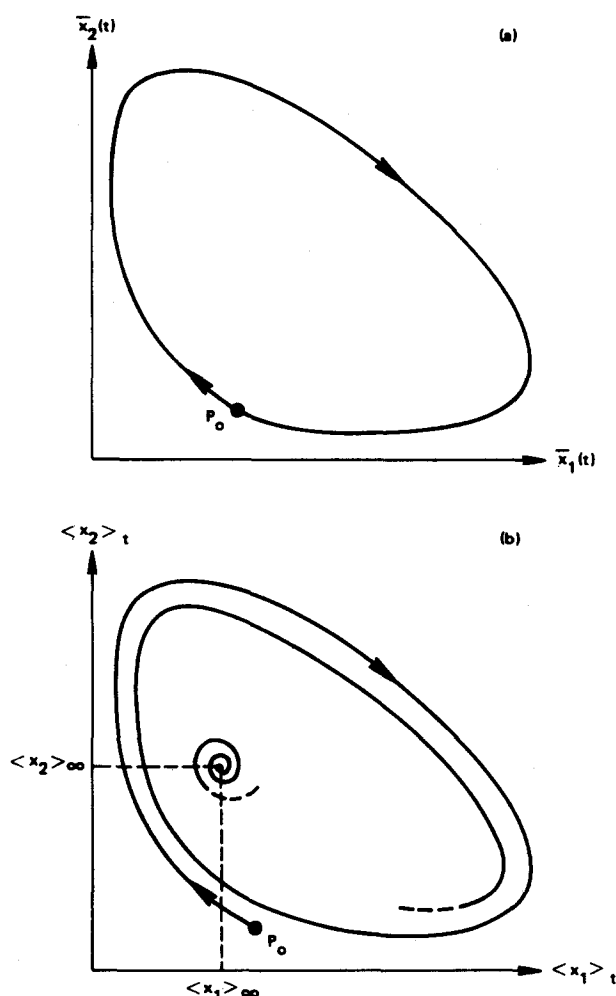 x̅₂(t)
(a)
P₀
x̅₁(t)
<x₂>ₜ
(b)
<x₂>∞
P₀
<x₁>∞
<x₁>ₜ